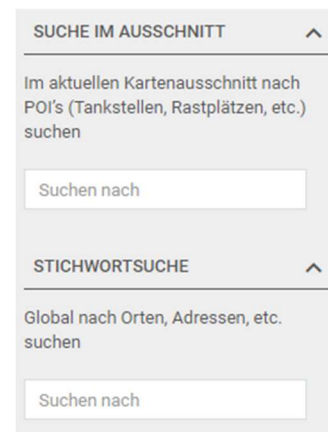 SUCHE IM AUSSCHNITT
Im aktuellen Kartenausschnitt nach
POI's (Tankstellen, Rastplätzen, etc.)
suchen
Suchen nach
STICHWORTSUCHE
Global nach Orten, Adressen, etc.
suchen
Suchen nach